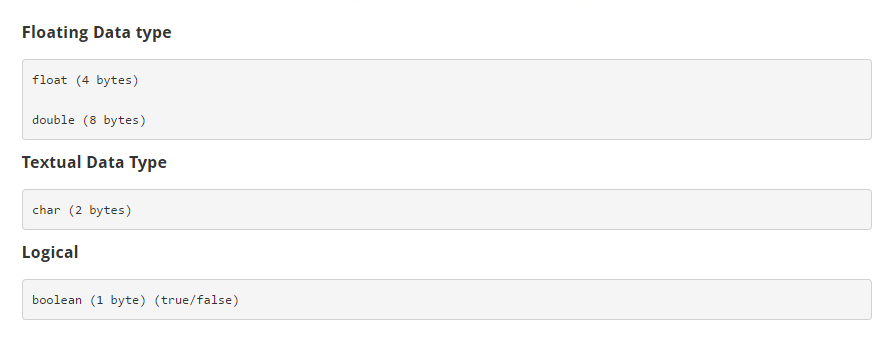 Floating Data type
float (4 bytes)
double (8 bytes)
Textual Data Type
char (2 bytes)
Logical
boolean (1 byte) (true/false)